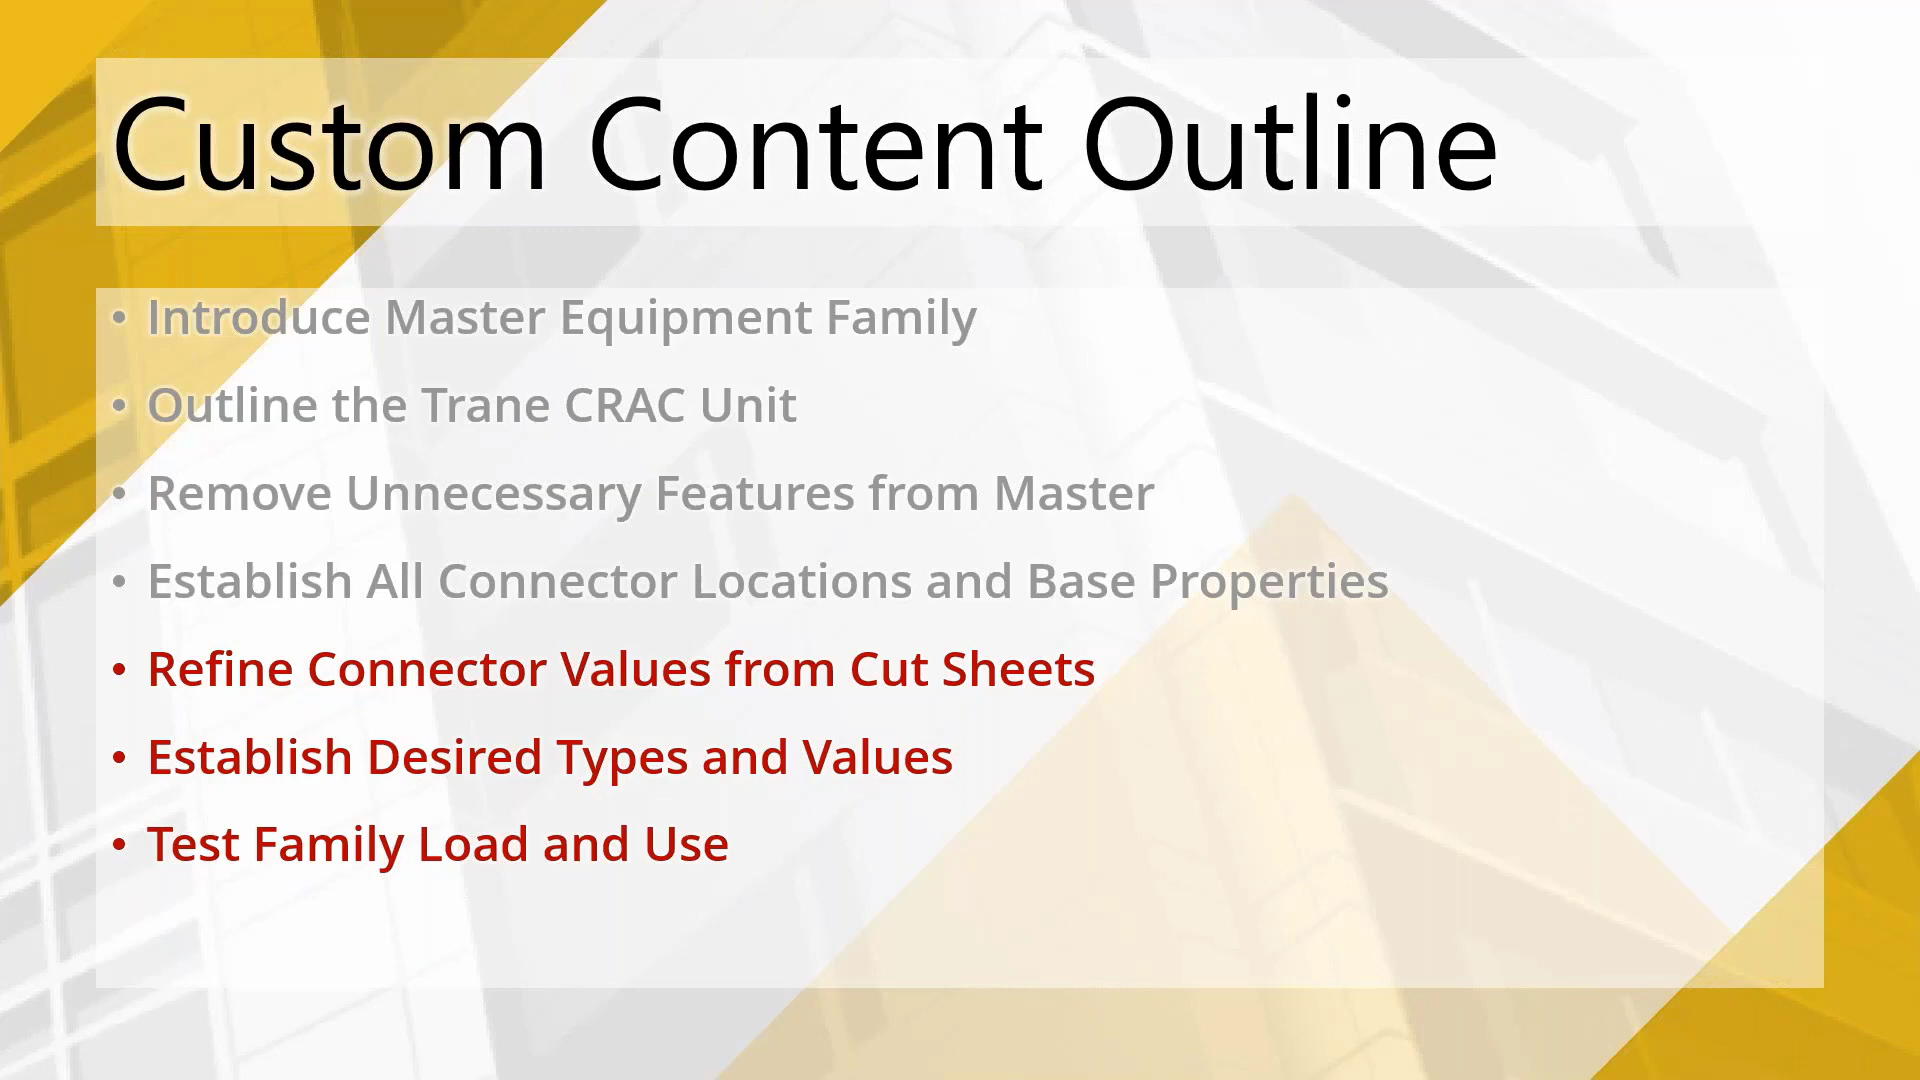 Custom Content Outline
• Introduce Master Equipment Family
• Outline the Trane CRAC Unit
• Remove Unnecessary Features from Master
• Establish All Connector Locations and Base Properties
• Refine Connector Values from Cut Sheets
• Establish Desired Types and Values
• Test Family Load and Use